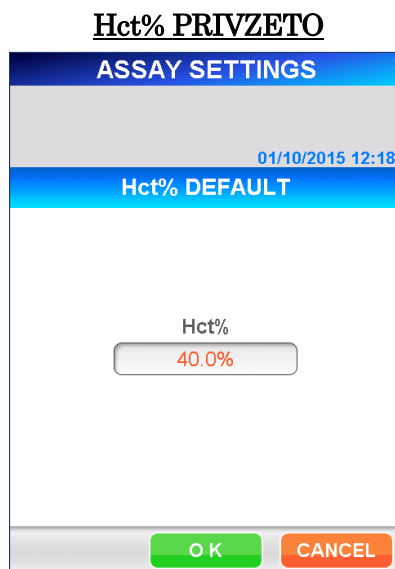 Hct% PRIVZETO
ASSAY SETTINGS
01/10/2015 12:18
Hct% DEFAULT
Hct%
40.0%
O K CANCEL